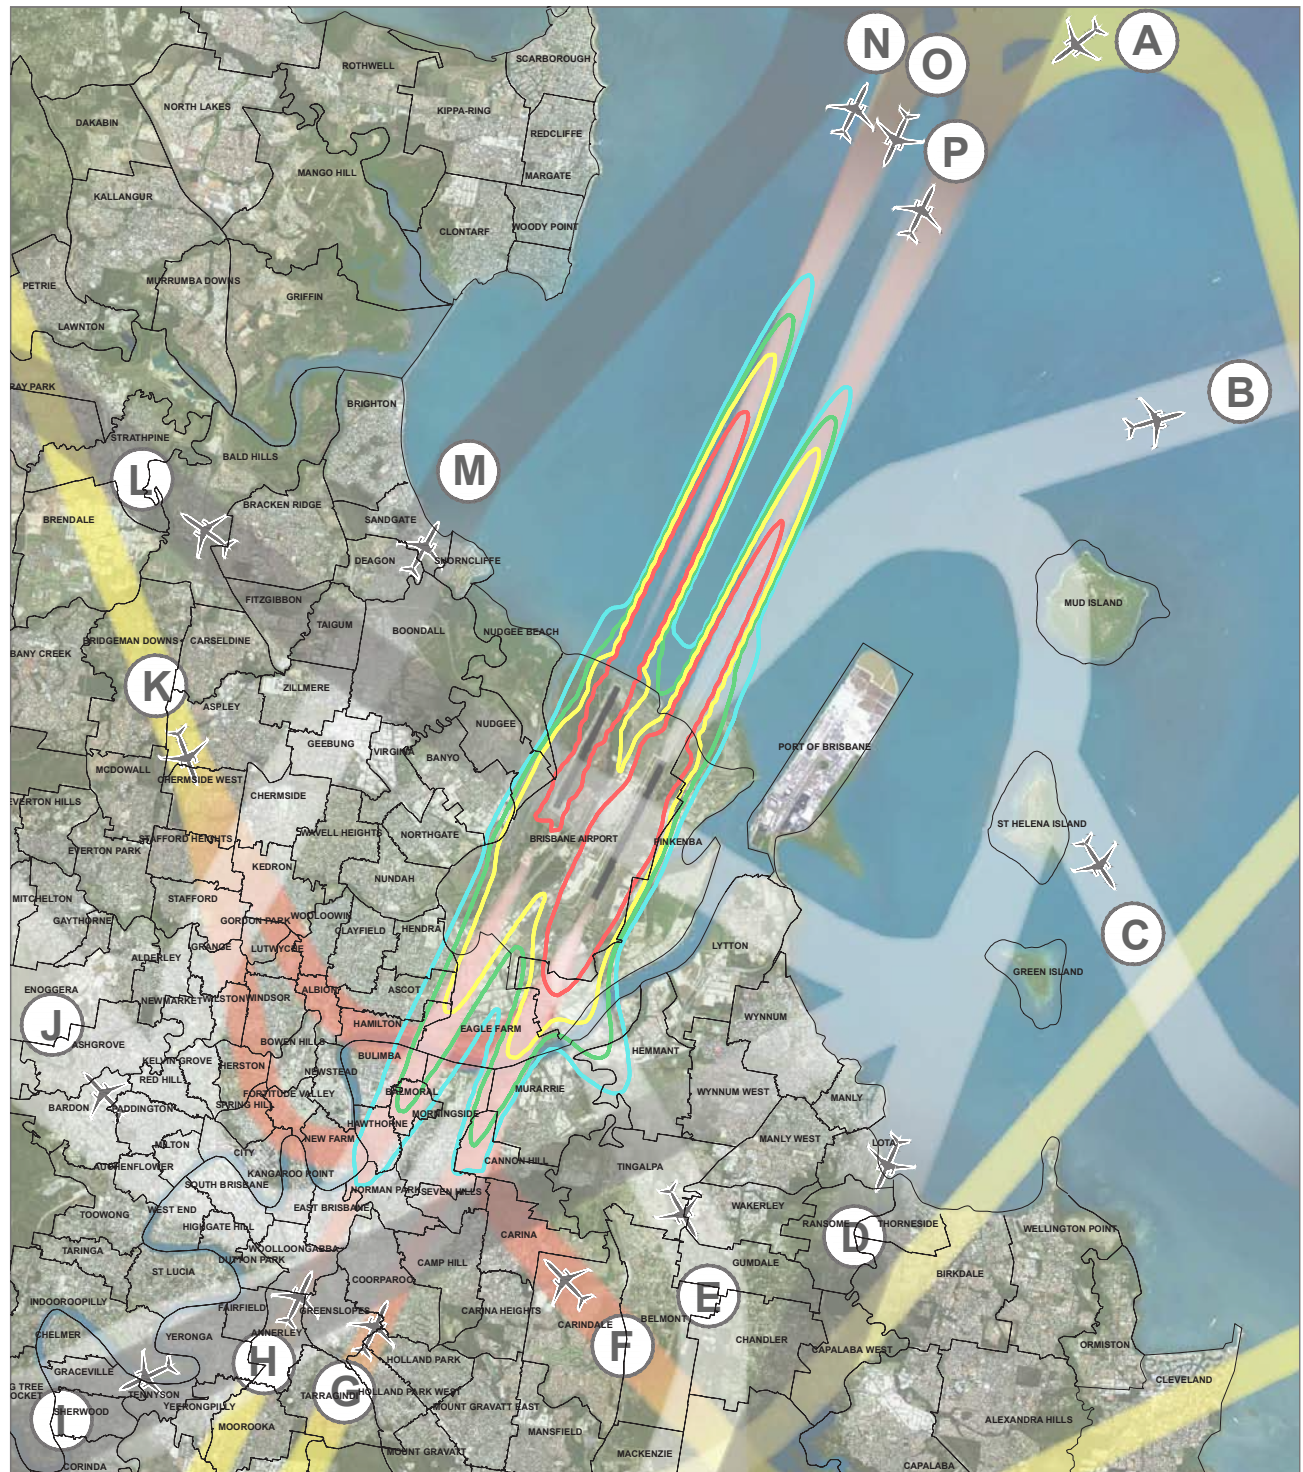 N
O
A
P
B
M
L
K
C
J
D
E
F
H
G
I
SCARBOROUGH
ROTHWELL
NORTH LAKES
KIPPA-RING
DAKABIN
REDCLIFFE
MANGO HILL
MARGATE
KALLANGUR
CLONTARF
WOODY POINT
PETRIE
MURRUMBA DOWNS
GRIFFIN
LAWNTON
RAY PARK
BRIGHTON
STRATHPINE
BALD HILLS
BRACKEN RIDGE
BRENDALE
SANDGATE
DEAGON
SHORNCLIFFE
FITZGIBBON
MUD ISLAND
TAIGUM
BOONDALL
NUDGEE BEACH
BRIDGEMAN DOWNS
CARSELDINE
BANY CREEK
ZILLMERE
ASPLEY
NUDGEE
GEEBUNG
VIRGINIA
BANYO
PORT OF BRISBANE
MCDOWALL
CHERMSIDE WEST
CHERMSIDE
EVERTON HILLS
ST HELENA ISLAND
STAFFORD HEIGHTS
WAVELL HEIGHTS
NORTHGATE
BRISBANE AIRPORT
PINKENBA
EVERTON PARK
KEDRON
NUNDAH
MITCHELTON
STAFFORD
GAYTHORNE
GORDON PARK
WOOLOOWIN
CLAYFIELD
HENDRA
GRANGE
LUTWYCHE
LYTTON
ALDERLEY
GREEN ISLAND
ENOGGERA
ALBION
ASCOT
NEWMARKET
WILSTON
WINDSOR
WYNNUM
HAMILTON
EAGLE FARM
ASHGROVE
BOWEN HILLS
BULIMBA
HEMMANT
KELVIN GROVE
HERSTON
NEWSTEAD
RED HILL
BALMORAL
MURARRIE
WYNNUM WEST
MANLY
FORTITUDE VALLEY
SPRING HILL
BARDON
PADDINGTON
HAWTHORNE
MORNINGSIDE
NEW FARM
MANLY WEST
LOTA
MILTON
CITY
AUCHENFLOWER
KANGAROO POINT
CANNON HILL
TINGALPA
SOUTH BRISBANE
NORMAN PARK
SEVEN HILLS
TOOWONG
WEST END
EAST BRISBANE
WAKERLEY
RANSOME
THORNESIDE
WELLINGTON POINT
HIGHGATE HILL
CARINA
TARINGA
WOOLLOONGABBA
DUTTON PARK
CAMP HILL
GUMDALE
ST LUCIA
COORPAROO
BIRKDALE
INDOOROOPILLY
FAIRFIELD
GREENSLOPES
CARINA HEIGHTS
CARINDALE
BELMONT
CHELMER
YERONGA
ANNERLEY
CHANDLER
ORMISTON
CAPALABA WEST
HOLLAND PARK
GRACEVILLE
CLEVELAND
G TREE
OCKET
TENNYSON
TARRAGINDI
HOLLAND PARK WEST
SHERWOOD
YEERONGPILLY
MOUNT GRAVATT EAST
MOOROOKA
ALEXANDRA HILLS
MANSFIELD
MOUNT GRAVATT
MACKENZIE
CORINDA
CAPALABA